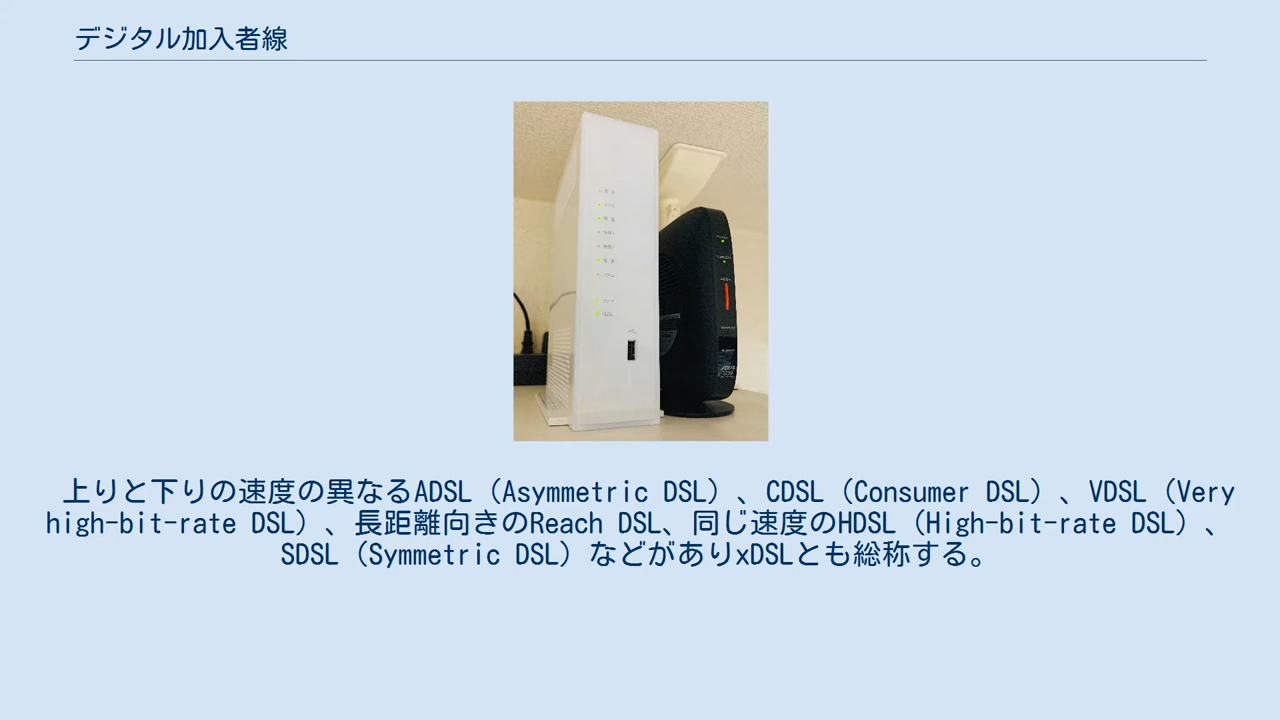 デジタル加入者線
上りと下りの速度の異なるADSL（Asymmetric DSL）、CDSL（Consumer DSL）、VDSL（Very
high-bit-rate DSL）、長距離向きのReach DSL、同じ速度のHDSL（High-bit-rate DSL）、
SDSL（Symmetric DSL）などがありxDSLとも総称する。